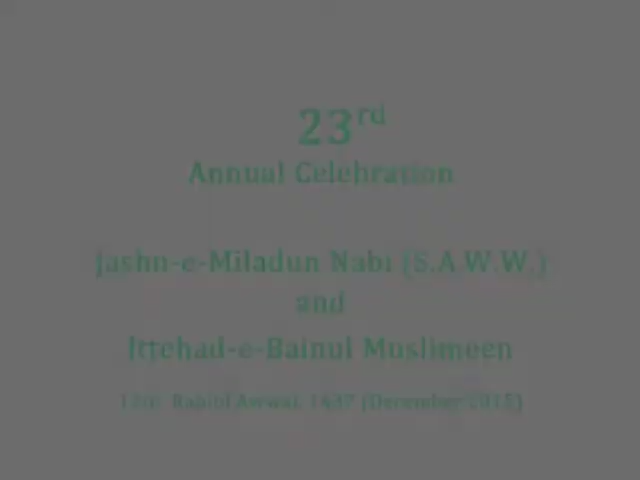 23rd
Annual Celebration
Jashn-e-Miladun Nabi (S.A.W.W.)
and
Ittehad-e-Bainul Muslimeen
Rabiul Awwal, 1437 (December 2015)